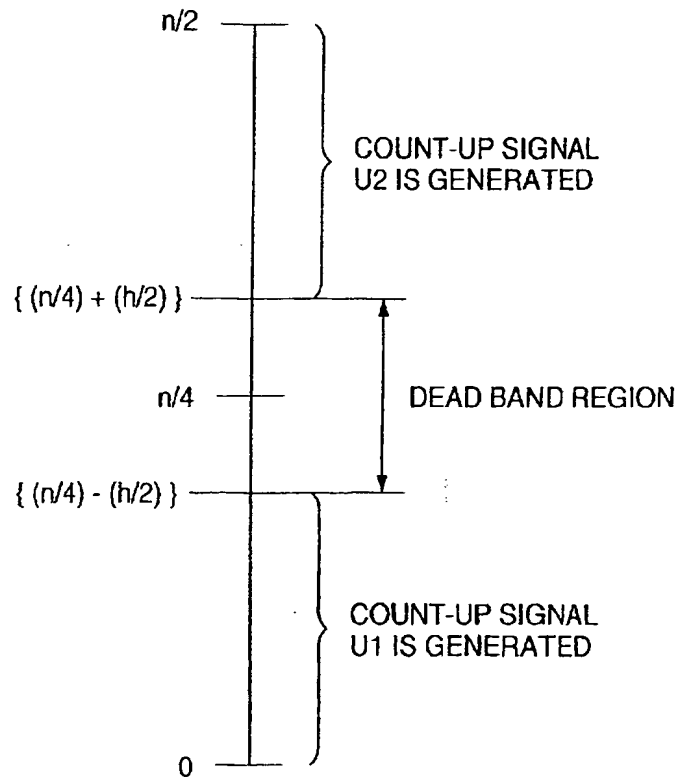 n/2
COUNT-UP SIGNAL
U2 IS GENERATED
{ (n/4) + (h/2) }
n/4
DEAD BAND REGION
{ (n/4) - (h/2) }
COUNT-UP SIGNAL
U1 IS GENERATED
0